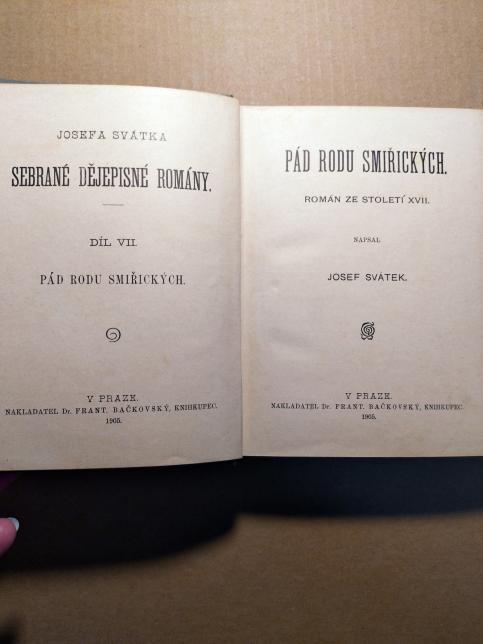 JOSEFA SVÁTKA
SEBRANÉ DĚJEPISNÉ ROMÁNY.
DÍL VII.
PÁD RODU SMIŘICKÝCH.
V PRAZE.
NAKLADATEL Dr. FRANT. BAČKOVSKÝ, KNIHKUPEC.
1905.
PÁD RODU SMIŘICKÝCH.
ROMÁN ZE STOLETÍ XVII.
NAPSAL
JOSEF SVÁTEK.
V PRAZE.
NAKLADATEL Dr. FRANT. BAČKOVSKÝ, KNIHKUPEC.
1905.